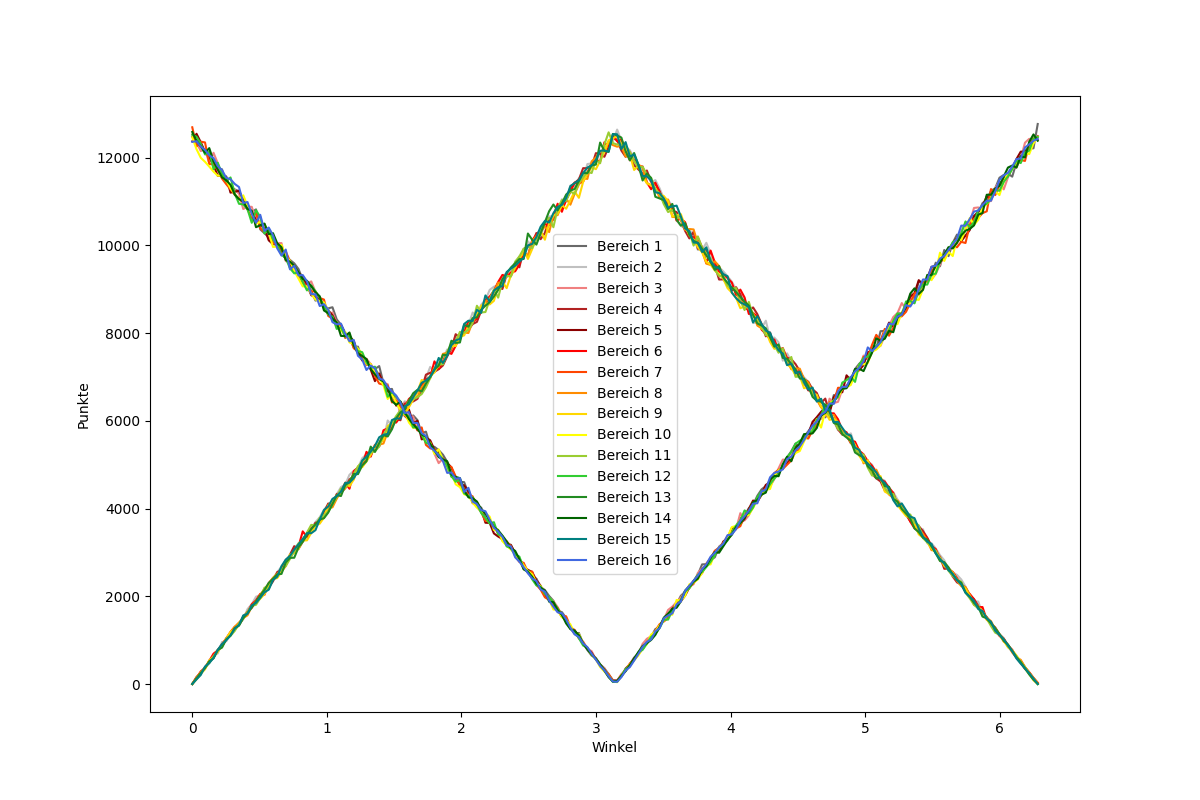 12000
10000
8000
6000
4000
2000
0
Punkte
Bereich 1
Bereich 2
Bereich 3
Bereich 4
Bereich 5
Bereich 6
Bereich 7
Bereich 8
Bereich 9
Bereich 10
Bereich 11
Bereich 12
Bereich 13
Bereich 14
Bereich 15
Bereich 16
0 1 2 3 4 5 6
Winkel